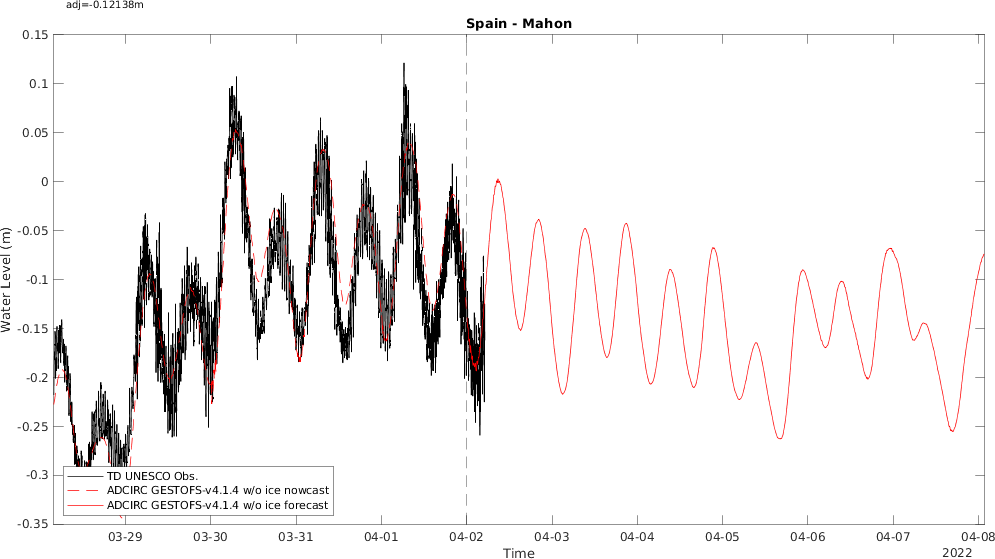 adj=-0.12138m
Spain - Mahon
0.15
0.1
0.05
0
-0.05
-0.1
-0.15
-0.2
-0.25
-0.3
-0.35
Water Level (m)
TD UNESCO Obs.
ADCIRC GESTOFS-v4.1.4 w/o ice nowcast
ADCIRC GESTOFS-v4.1.4 w/o ice forecast
03-29 03-30 03-31 04-01 04-02 04-03 04-04 04-05 04-06 04-07 04-08
Time
2022